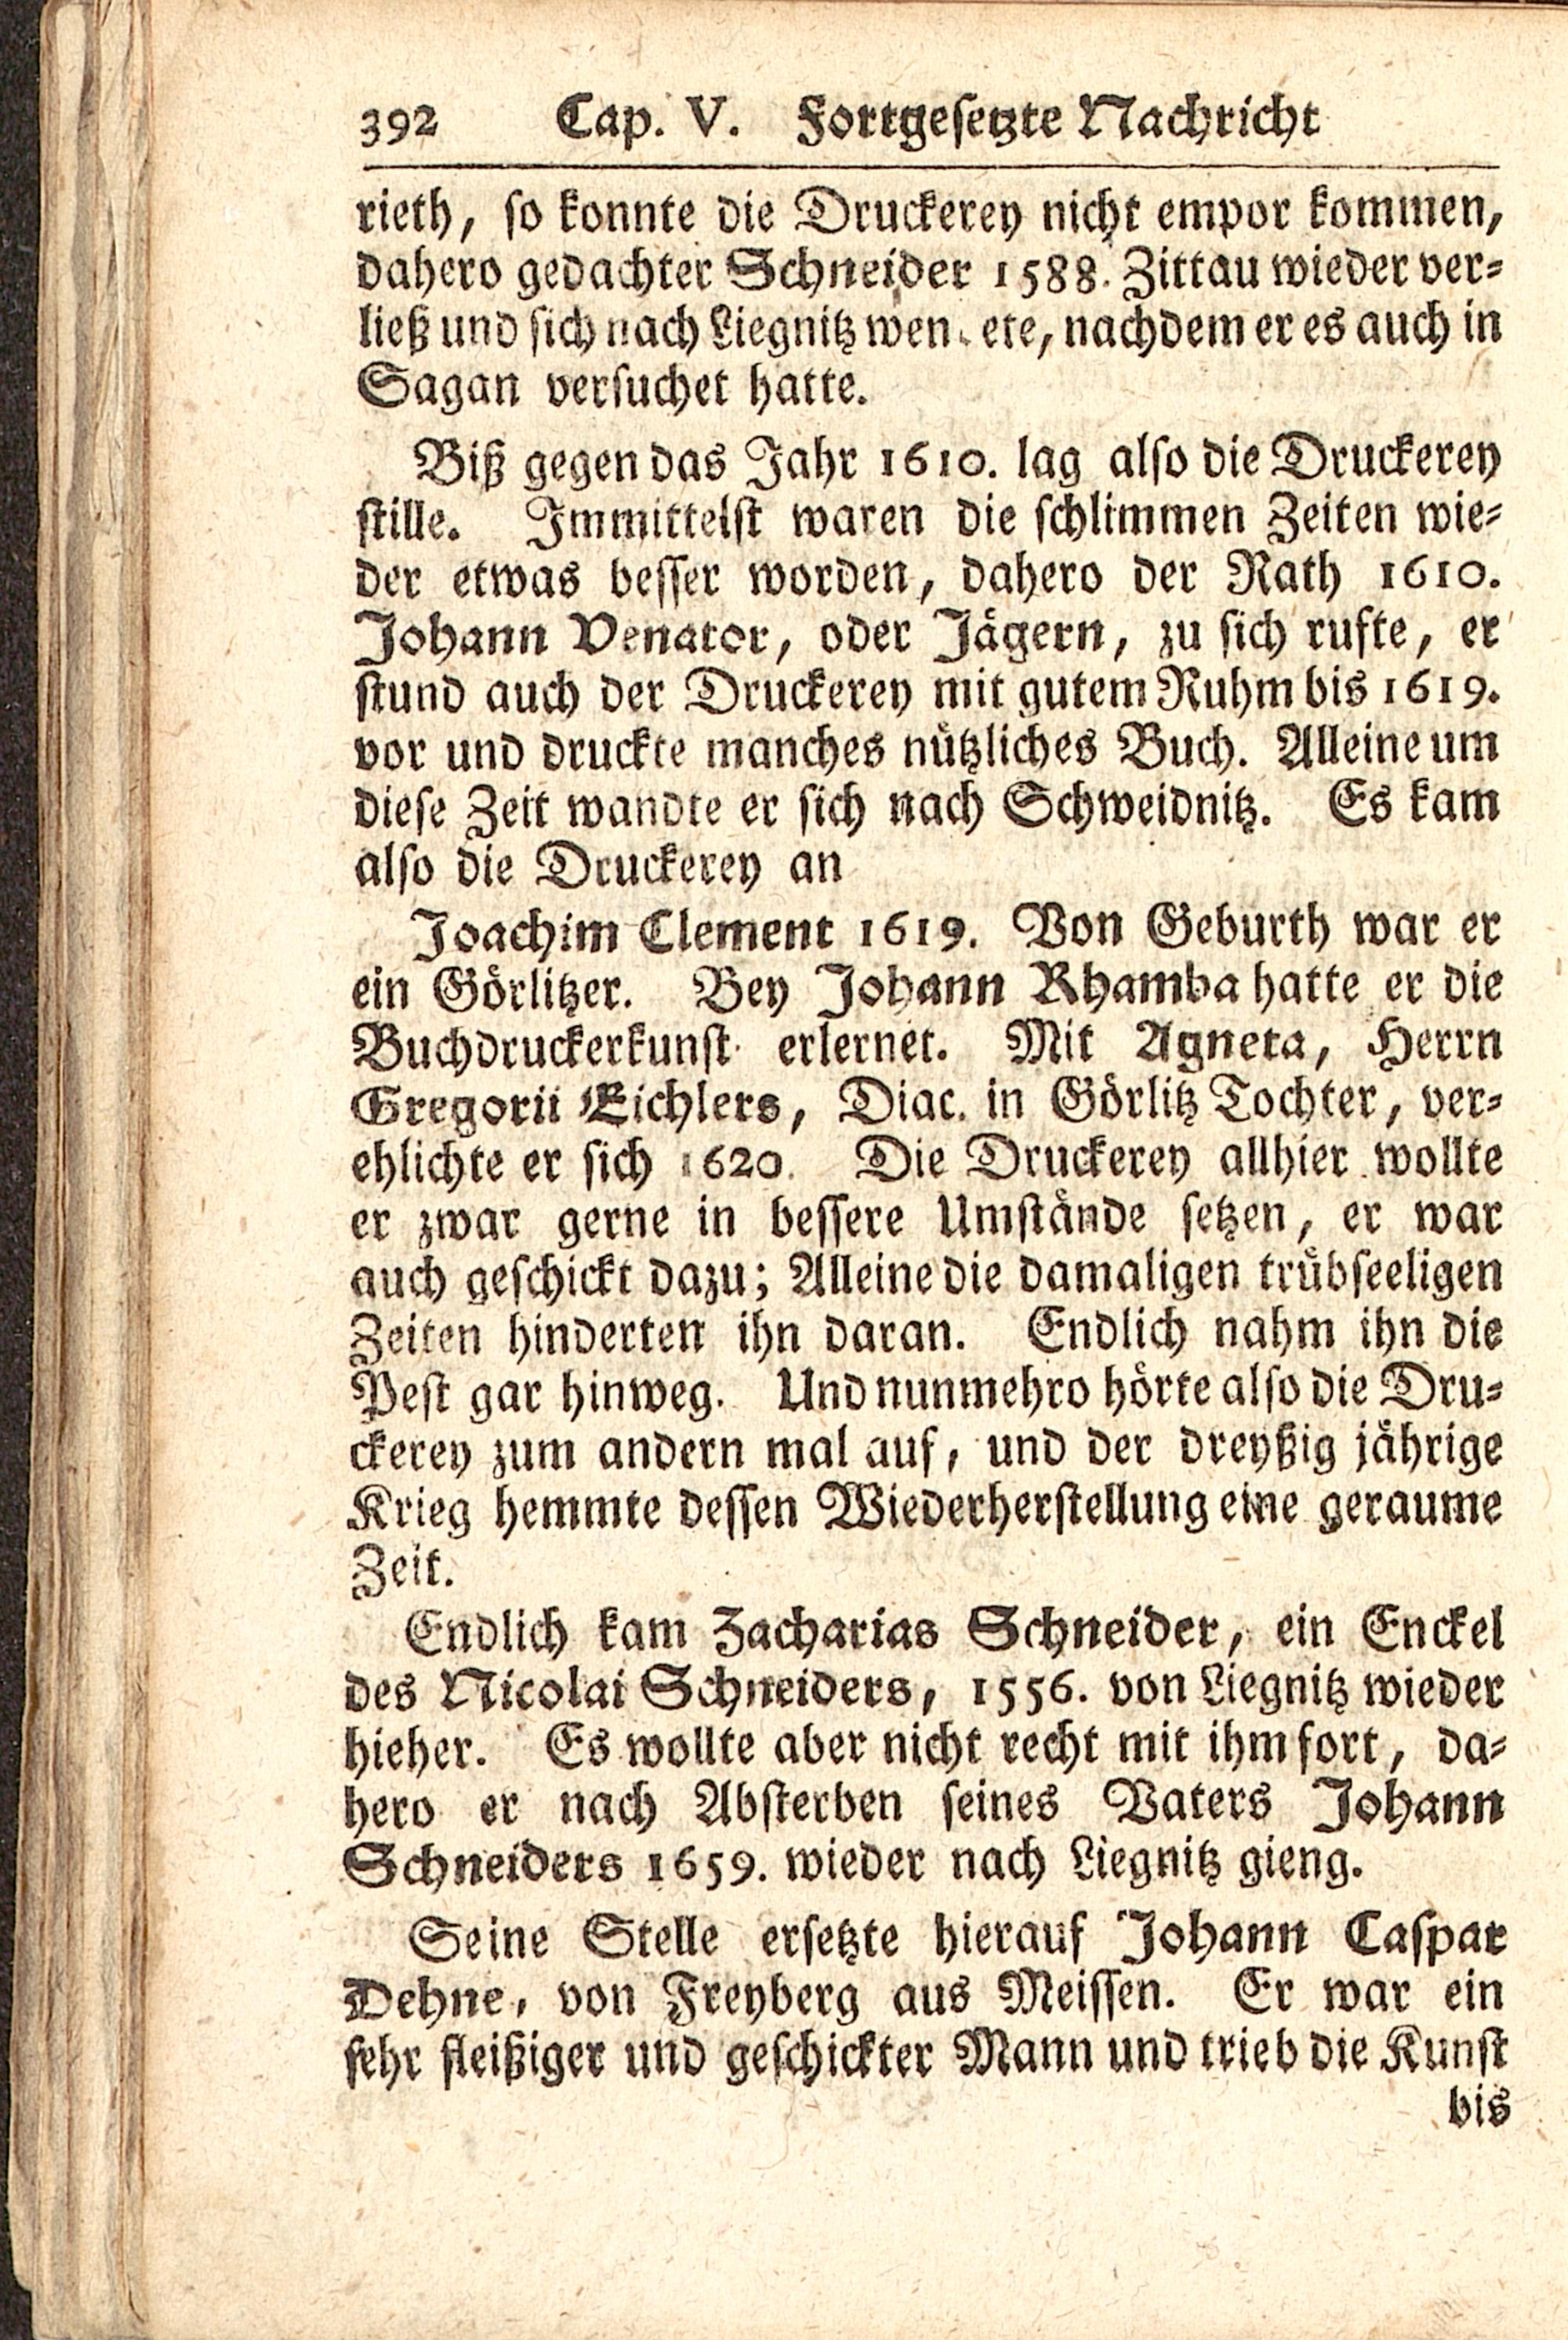 392 Cap. V. Fortgesetzte Nachricht
rieth, so konnte die Druckerey nicht empor kommen,
dahero gedachter Schneider 1588. Zittau wieder ver-
ließ und sich nach Liegnitz wen ete, nachdem er es auch in
Sagan versuchet hatte.
Biß gegen das Jahr 1610. lag also die Druckerey
stille. Immittelst waren die schlimmen Zeiten wie-
der etwas besser worden, dahero der Rath 1610.
Johann Venator, oder Jägern, zu sich rufte, er
stund auch der Druckerey mit gutem Ruhm bis 1619.
vor und druckte manches nützliches Buch. Alleine um
diese Zeit wandte er sich nach Schweidnitz. Es kam
also die Druckerey an
Joachim Clement 1619. Von Geburth war er
ein Görlitzer. Bey Johann Rhamba hatte er die
Buchdruckerkunst erlernet. Mit Agneta, Herrn
Gregorii Eichlers, Diac. in Görlitz Tochter, ver-
ehlichte er sich 1620. Die Druckerey allhier wollte
er zwar gerne in bessere Umstände setzen, er war
auch geschickt dazu; Alleine die damaligen trübseeligen
Zeiten hinderten ihn daran. Endlich nahm ihn die
Pest gar hinweg. Und nunmehro hörte also die Dru-
ckerey zum andern mal auf, und der dreyßig jährige
Krieg hemmte dessen Wiederherstellung eine geraume
Zeit.
Endlich kam Zacharias Schneider, ein Enckel
des Nicolai Schneiders, 1556. von Liegnitz wieder
hieher. Es wollte aber nicht recht mit ihm fort, da-
hero er nach Absterben seines Vaters Johann
Schneiders 1659. wieder nach Liegnitz gieng.
Seine Stelle ersetzte hierauf Johann Caspar
Dehne, von Freyberg aus Meissen. Er war ein
sehr fleißiger und geschickter Mann und trieb die Kunst
bis